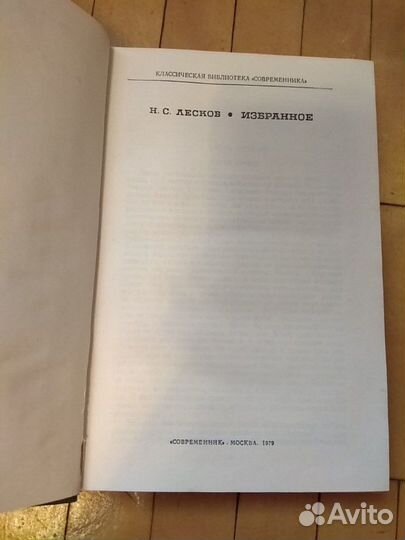 КЛАССИЧЕСКАЯ БИБЛИОТЕКА «СОВРЕМЕННИКА»
Н. С. ЛЕСКОВ • ИЗБРАННОЕ
«СОВРЕМЕННИК» · МОСКВА. 1979
Avito